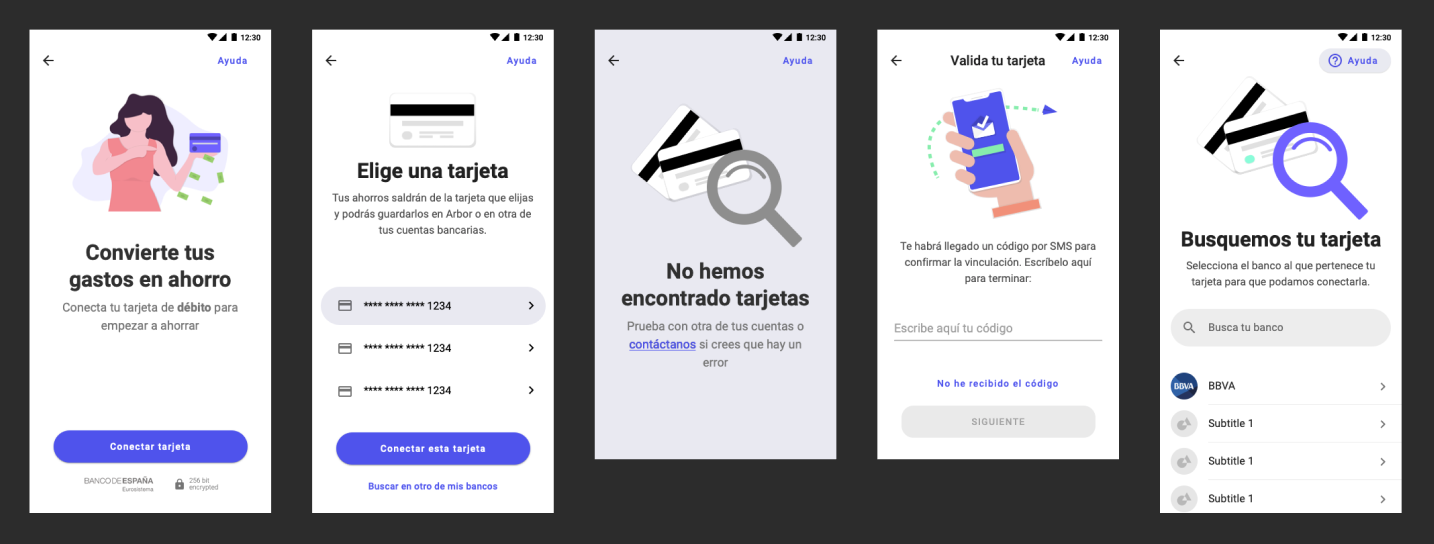 12:30
Ayuda
Convierte tus
gastos en ahorro
Conecta tu tarjeta de débito para
empezar a ahorrar
Conectar tarjeta
BANCODEESPAÑA
Eurosistema
256 bit
encrypted
12:30
Ayuda
Elige una tarjeta
Tus ahorros saldrán de la tarjeta que elijas
y podrás guardarlos en Arbor o en otra de
tus cuentas bancarias.
**** **** **** 1234
**** **** **** 1234
**** **** **** 1234
Conectar esta tarjeta
Buscar en otro de mis bancos
12:30
Ayuda
No hemos
encontrado tarjetas
Prueba con otra de tus cuentas o
contáctanos si crees que hay un
error
12:30
Valida tu tarjeta Ayuda
Te habrá llegado un código por SMS para
confirmar la vinculación. Escríbelo aquí
para terminar:
Escribe aquí tu código
No he recibido el código
SIGUIENTE
12:30
Ayuda
Busquemos tu tarjeta
Selecciona el banco al que pertenece tu
tarjeta para que podamos conectarla.
Busca tu banco
BBVA BBVA
Subtitle 1
Subtitle 1
Subtitle 1